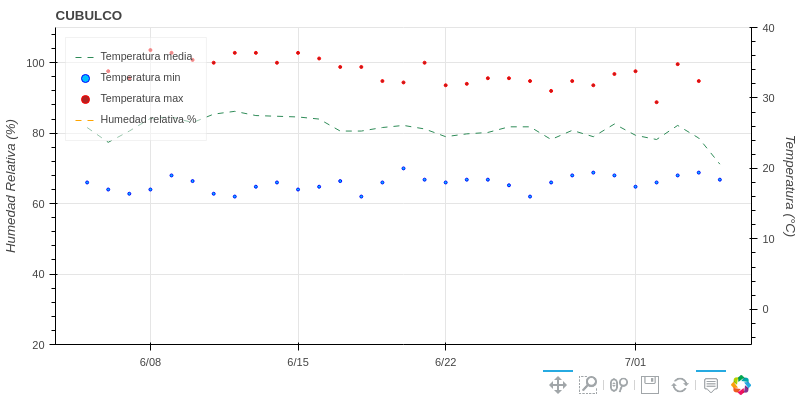 CUBULCO
Temperatura media
Temperatura min
Temperatura max
Humedad relativa %
Humedad Relativa (%)
100
80
60
40
20
Temperatura (°C)
40
30
20
10
0
6/08
6/15
6/22
7/01